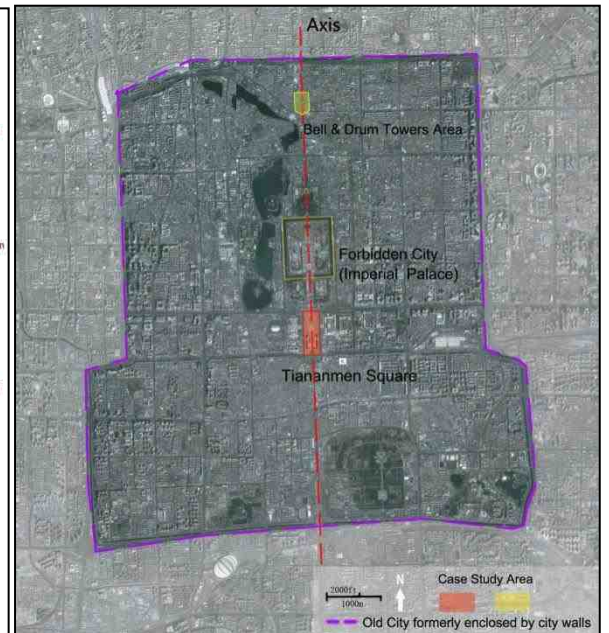 Axis
Bell & Drum Towers Area
Forbidden City
(Imperial Palace)
Tiananmen Square
Case Study Area
N
2000ft
1000m
Old City formerly enclosed by city walls